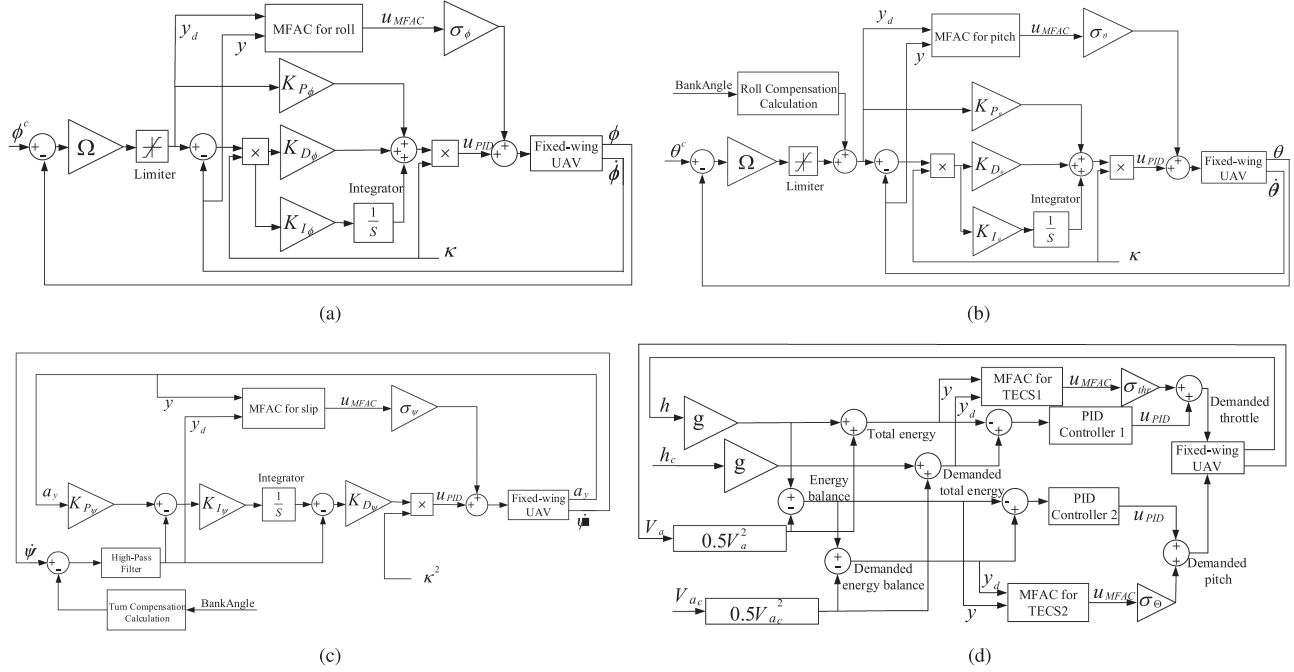 y_d
MFAC for roll
u_MFAC
σ_ϕ
y
K_Pϕ
ϕ^c
Ω
Limiter
×
K_Dϕ
×
u_PID
Fixed-wing
UAV
ϕ
ϕ̇
Integrator
K_Iϕ
1/S
κ
(a)
y_d
MFAC for pitch
u_MFAC
σ_θ
y
BankAngle
Roll Compensation
Calculation
K_Pθ
θ^c
Ω
Limiter
×
K_Dθ
×
u_PID
Fixed-wing
UAV
θ
θ̇
Integrator
K_Iθ
1/S
κ
(b)
y
MFAC for slip
u_MFAC
σ_ψ
y_d
a_y
K_Pψ
K_Iψ
Integrator
1/S
K_Dψ
×
u_PID
Fixed-wing
UAV
a_y
ψ̇
ψ̇
High-Pass
Filter
κ^2
Turn Compensation
Calculation
BankAngle
(c)
h
g
h_c
g
y
MFAC for
TECS1
u_MFAC
σ_thr
y_d
Total energy
PID
Controller 1
u_PID
Demanded
throttle
Fixed-wing
UAV
Demanded
total energy
Energy
balance
PID
Controller 2
u_PID
V_a
0.5V_a^2
Demanded
energy balance
Demanded
pitch
y_d
y
MFAC for
TECS2
u_MFAC
σ_Θ
V_a_c
0.5V_a_c^2
(d)